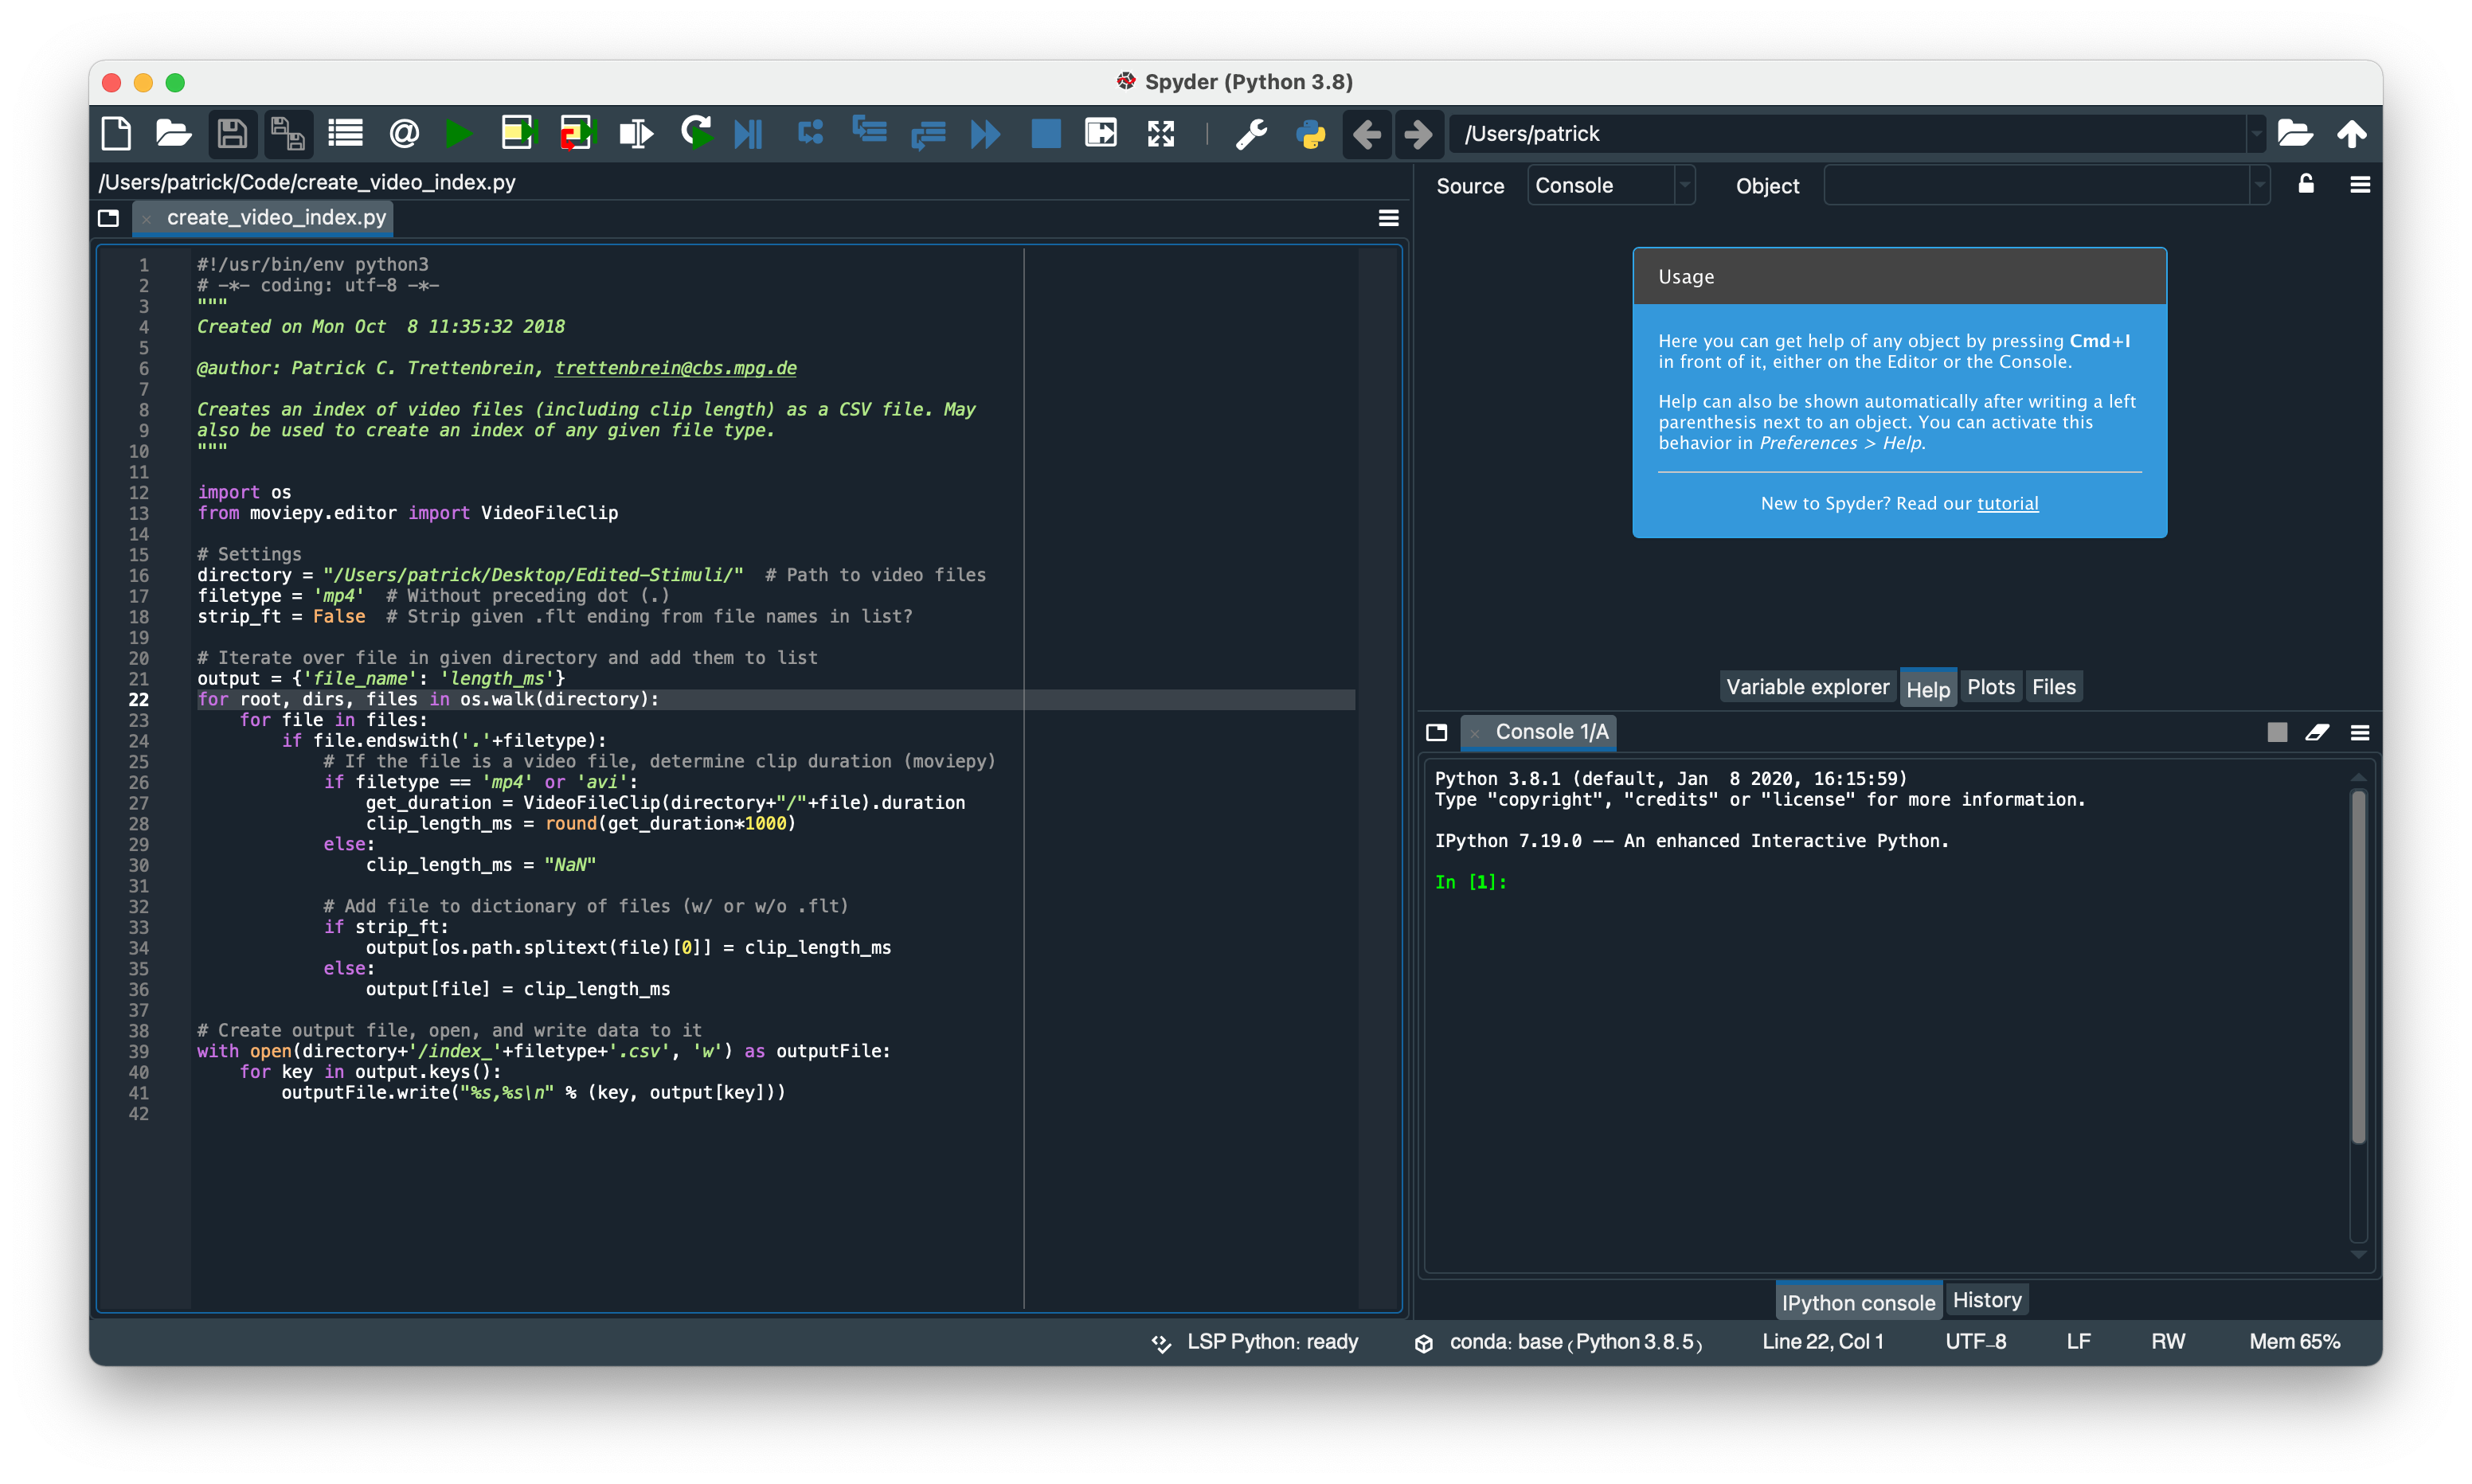 Spyder (Python 3.8)
/Users/patrick
/Users/patrick/Code/create_video_index.py
create_video_index.py
1 #!/usr/bin/env python3
2 # -*- coding: utf-8 -*-
3 """
4 Created on Mon Oct  8 11:35:32 2018
5
6 @author: Patrick C. Trettenbrein, trettenbrein@cbs.mpg.de
7
8 Creates an index of video files (including clip length) as a CSV file. May
9 also be used to create an index of any given file type.
10 """
11
12 import os
13 from moviepy.editor import VideoFileClip
14
15 # Settings
16 directory = "/Users/patrick/Desktop/Edited-Stimuli/"  # Path to video files
17 filetype = 'mp4'  # Without preceding dot (.)
18 strip_ft = False  # Strip given .flt ending from file names in list?
19
20 # Iterate over file in given directory and add them to list
21 output = {'file_name': 'length_ms'}
22 for root, dirs, files in os.walk(directory):
23     for file in files:
24         if file.endswith('.'+filetype):
25             # If the file is a video file, determine clip duration (moviepy)
26             if filetype == 'mp4' or 'avi':
27                 get_duration = VideoFileClip(directory+"/"+file).duration
28                 clip_length_ms = round(get_duration*1000)
29             else:
30                 clip_length_ms = "NaN"
31
32             # Add file to dictionary of files (w/ or w/o .flt)
33             if strip_ft:
34                 output[os.path.splitext(file)[0]] = clip_length_ms
35             else:
36                 output[file] = clip_length_ms
37
38 # Create output file, open, and write data to it
39 with open(directory+'/index_'+filetype+'.csv', 'w') as outputFile:
40     for key in output.keys():
41         outputFile.write("%s,%s\n" % (key, output[key]))
42
Source Console Object
Usage
Here you can get help of any object by pressing Cmd+I
in front of it, either on the Editor or the Console.
Help can also be shown automatically after writing a left
parenthesis next to an object. You can activate this
behavior in Preferences > Help.
New to Spyder? Read our tutorial
Variable explorer Help Plots Files
Console 1/A
Python 3.8.1 (default, Jan  8 2020, 16:15:59)
Type "copyright", "credits" or "license" for more information.
IPython 7.19.0 -- An enhanced Interactive Python.
In [1]:
IPython console History
LSP Python: ready conda: base (Python 3.8.5) Line 22, Col 1 UTF-8 LF RW Mem 65%